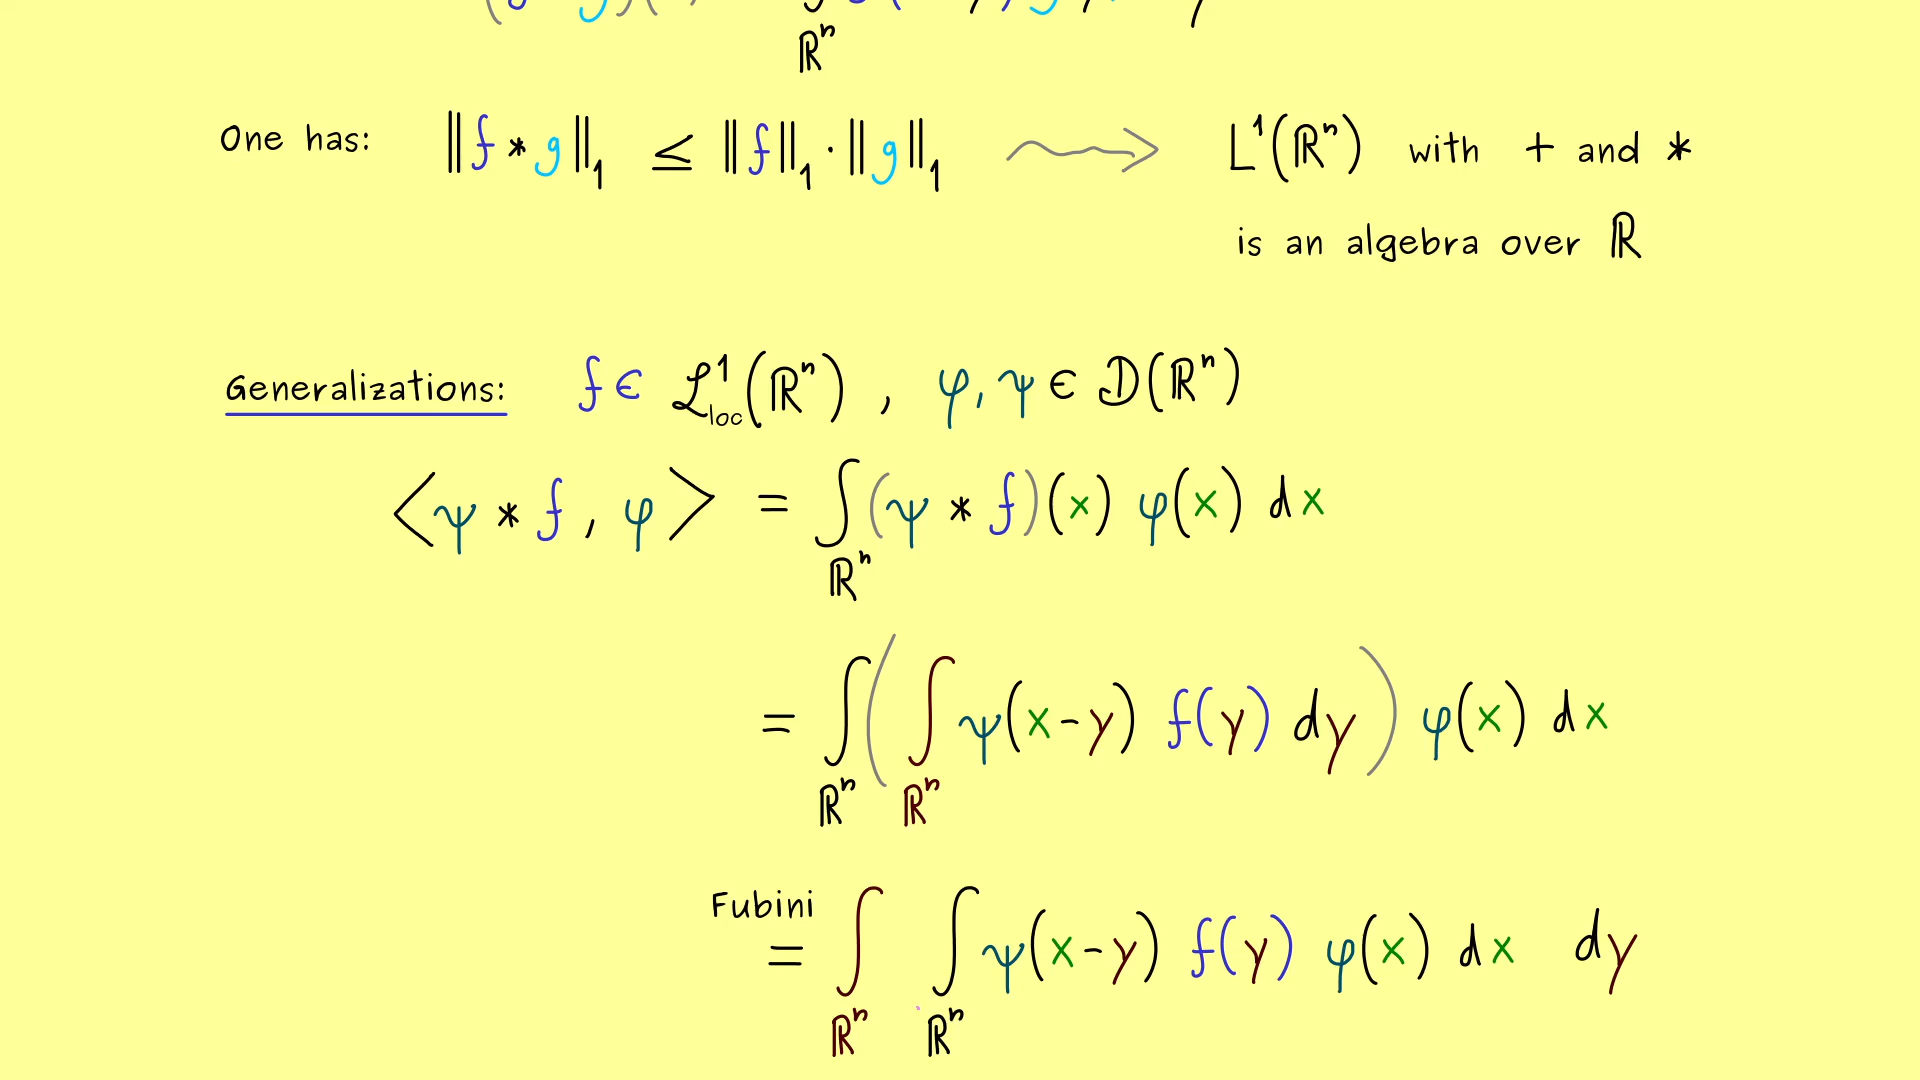 ℝⁿ
One has: ‖f * g‖₁ ≤ ‖f‖₁ · ‖g‖₁ ⇝ L¹(ℝⁿ) with + and *
is an algebra over ℝ
Generalizations: f ∈ ℒ¹_loc(ℝⁿ) , φ, ψ ∈ 𝒟(ℝⁿ)
<ψ * f , φ> = ∫_ℝⁿ (ψ * f)(x) φ(x) dx
= ∫_ℝⁿ ( ∫_ℝⁿ ψ(x-y) f(y) dy ) φ(x) dx
Fubini
= ∫_ℝⁿ ∫_ℝⁿ ψ(x-y) f(y) φ(x) dx dy